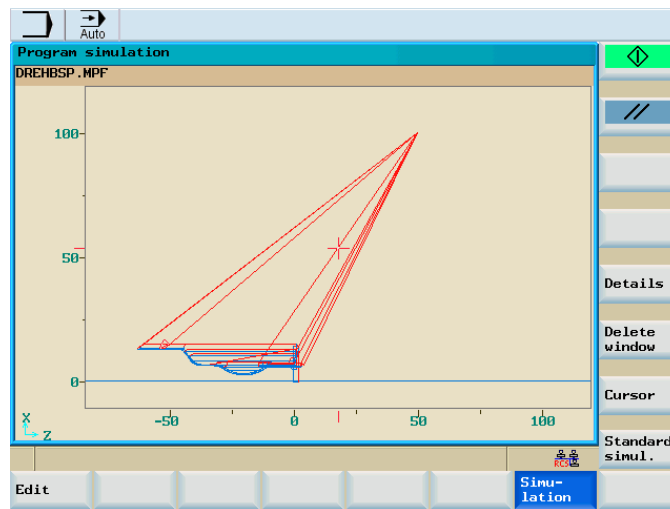 Auto
Program simulation
DREHBSP.MPF
100
50
0
-50
0
50
100
X
Z
Details
Delete
window
Cursor
Standard
simul.
RCS
Edit
Simu-
lation